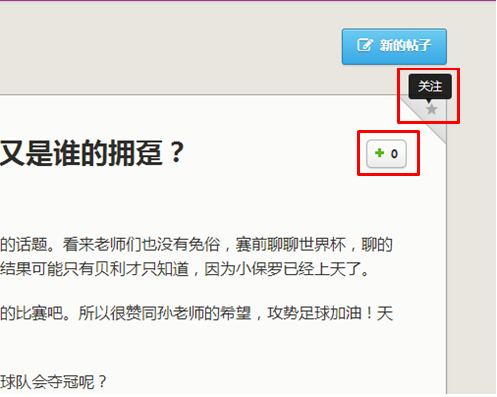 新的帖子
关注
又是谁的拥趸？
0
的话题。看来老师们也没有免俗，赛前聊聊世界杯，聊的
结果可能只有贝利才只知道，因为小保罗已经上天了。
的比赛吧。所以很赞同孙老师的希望，攻势足球加油！天
球队会夺冠呢？